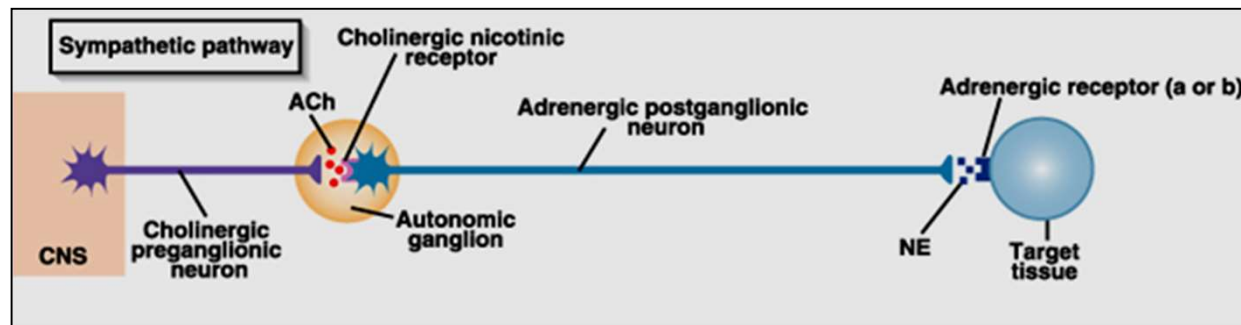 Sympathetic pathway
Cholinergic nicotinic
receptor
ACh
Adrenergic postganglionic
neuron
Adrenergic receptor (a or b)
CNS
Cholinergic
preganglionic
neuron
Autonomic
ganglion
NE
Target
tissue